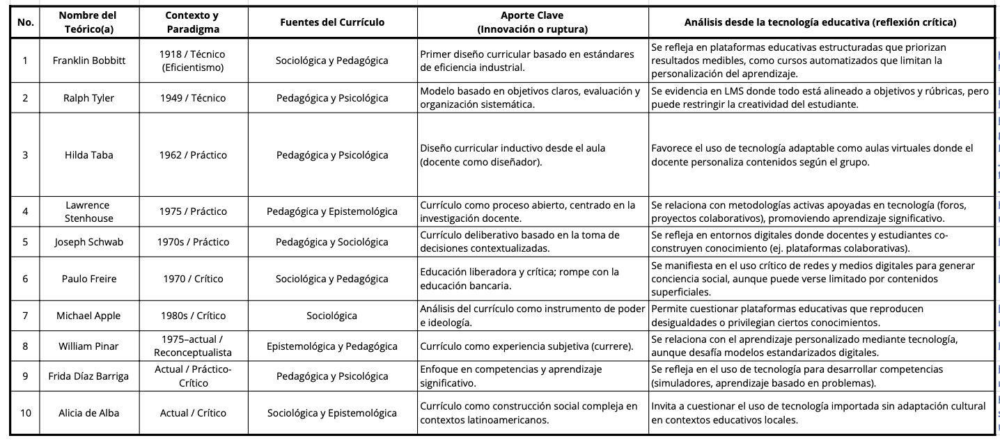 No.
Nombre del
Teórico(a)
Contexto y
Paradigma
Fuentes del Currículo
Aporte Clave
(Innovación o ruptura)
Análisis desde la tecnología educativa (reflexión crítica)
1
Franklin Bobbitt
1918 / Técnico
(Eficientismo)
Sociológica y Pedagógica
Primer diseño curricular basado en estándares
de eficiencia industrial.
Se refleja en plataformas educativas estructuradas que priorizan
resultados medibles, como cursos automatizados que limitan la
personalización del aprendizaje.
2
Ralph Tyler
1949 / Técnico
Pedagógica y Psicológica
Modelo basado en objetivos claros, evaluación y
organización sistemática.
Se evidencia en LMS donde todo está alineado a objetivos y rúbricas, pero
puede restringir la creatividad del estudiante.
3
Hilda Taba
1962 / Práctico
Pedagógica y Psicológica
Diseño curricular inductivo desde el aula
(docente como diseñador).
Favorece el uso de tecnología adaptable como aulas virtuales donde el
docente personaliza contenidos según el grupo.
4
Lawrence
Stenhouse
1975 / Práctico
Pedagógica y Epistemológica
Currículo como proceso abierto, centrado en la
investigación docente.
Se relaciona con metodologías activas apoyadas en tecnología (foros,
proyectos colaborativos), promoviendo aprendizaje significativo.
5
Joseph Schwab
1970s / Práctico
Pedagógica y Sociológica
Currículo deliberativo basado en la toma de
decisiones contextualizadas.
Se refleja en entornos digitales donde docentes y estudiantes co-
construyen conocimiento (ej. plataformas colaborativas).
6
Paulo Freire
1970 / Crítico
Sociológica y Pedagógica
Educación liberadora y crítica; rompe con la
educación bancaria.
Se manifiesta en el uso crítico de redes y medios digitales para generar
conciencia social, aunque puede verse limitado por contenidos
superficiales.
7
Michael Apple
1980s / Crítico
Sociológica
Análisis del currículo como instrumento de poder
e ideología.
Permite cuestionar plataformas educativas que reproducen
desigualdades o privilegian ciertos conocimientos.
8
William Pinar
1975–actual /
Reconceptualista
Epistemológica y Pedagógica
Currículo como experiencia subjetiva (currere).
Se relaciona con el aprendizaje personalizado mediante tecnología,
aunque desafía modelos estandarizados digitales.
9
Frida Díaz Barriga
Actual / Práctico-
Crítico
Pedagógica y Psicológica
Enfoque en competencias y aprendizaje
significativo.
Se refleja en el uso de tecnología para desarrollar competencias
(simuladores, aprendizaje basado en problemas).
10
Alicia de Alba
Actual / Crítico
Sociológica y Epistemológica
Currículo como construcción social compleja en
contextos latinoamericanos.
Invita a cuestionar el uso de tecnología importada sin adaptación cultural
en contextos educativos locales.